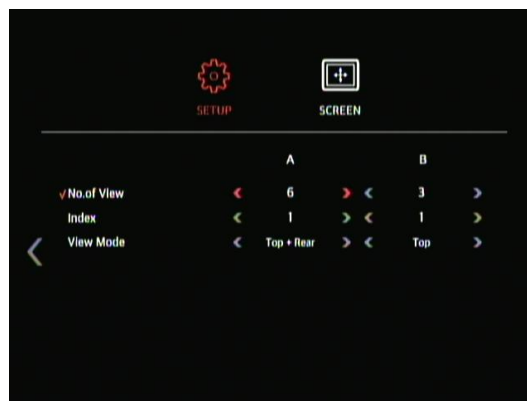 SETUP SCREEN
A B
√No.of View 6 3
Index 1 1
View Mode Top + Rear Top